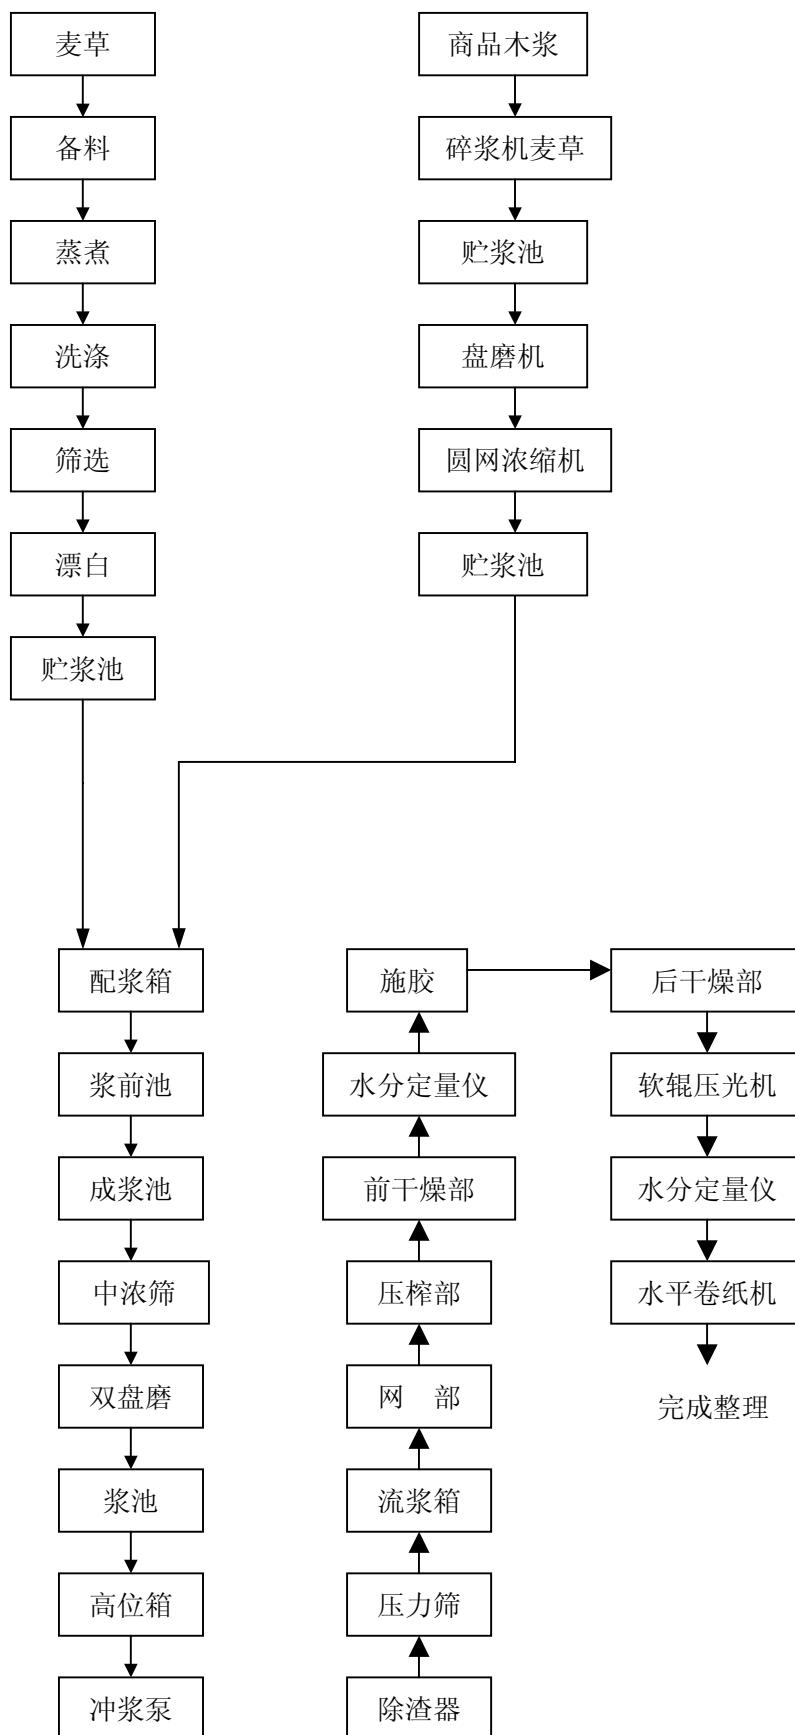 麦草
备料
蒸煮
洗涤
筛选
漂白
贮浆池
商品木浆
碎浆机麦草
贮浆池
盘磨机
圆网浓缩机
贮浆池
配浆箱
浆前池
成浆池
中浓筛
双盘磨
浆池
高位箱
冲浆泵
除渣器
压力筛
流浆箱
网 部
压榨部
前干燥部
水分定量仪
施胶
后干燥部
软辊压光机
水分定量仪
水平卷纸机
完成整理